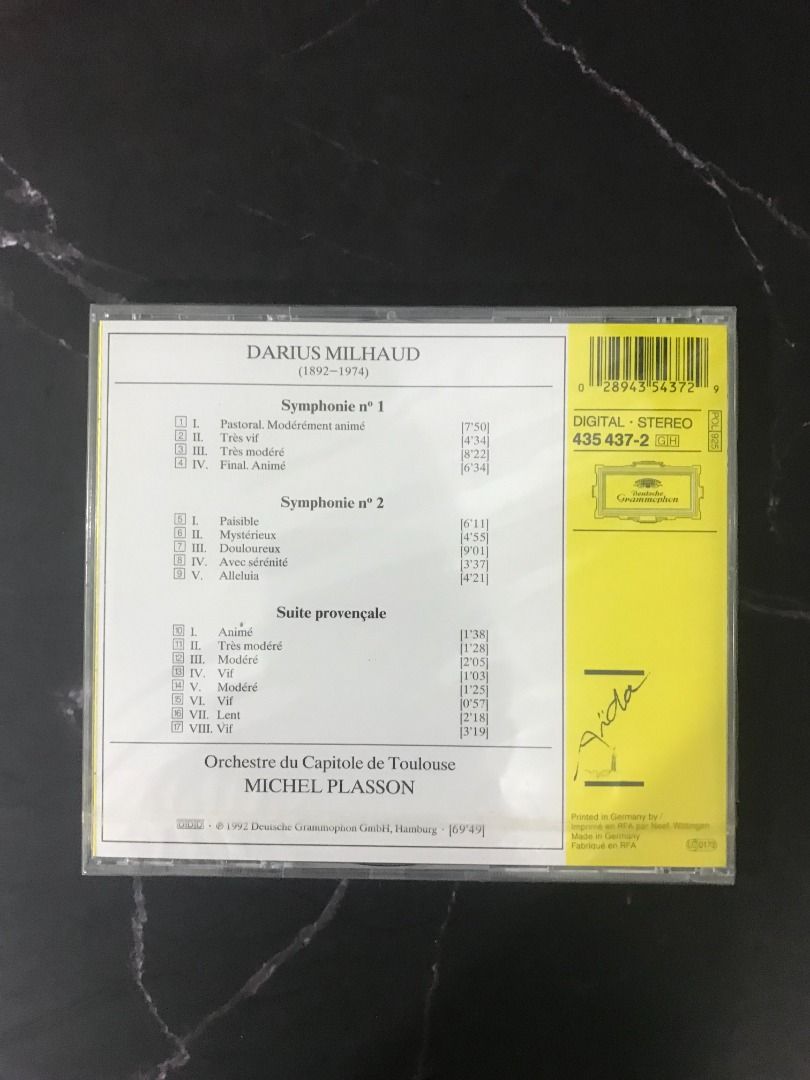 DARIUS MILHAUD
(1892–1974)
Symphonie nº 1
1 I. Pastoral. Modérément animé [7'50]
2 II. Très vif [4'34]
3 III. Très modéré [8'22]
4 IV. Final. Animé [6'34]
Symphonie nº 2
5 I. Paisible [6'11]
6 II. Mystérieux [4'55]
7 III. Douloureux [9'01]
8 IV. Avec sérénité [3'37]
9 V. Alleluia [4'21]
Suite provençale
10 I. Animé [1'38]
11 II. Très modéré [1'28]
12 III. Modéré [2'05]
13 IV. Vif [1'03]
14 V. Modéré [1'25]
15 VI. Vif [0'57]
16 VII. Lent [2'18]
17 VIII. Vif [3'19]
Orchestre du Capitole de Toulouse
MICHEL PLASSON
DDD · ℗ 1992 Deutsche Grammophon GmbH, Hamburg · [69'49]
0 28943 54372 9
DIGITAL · STEREO
435 437-2 GH
POL 925
Deutsche
Grammophon
Aïda
Printed in Germany by /
Imprimé en RFA par Neef, Wittingen
Made in Germany
Fabriqué en RFA
LC 0173